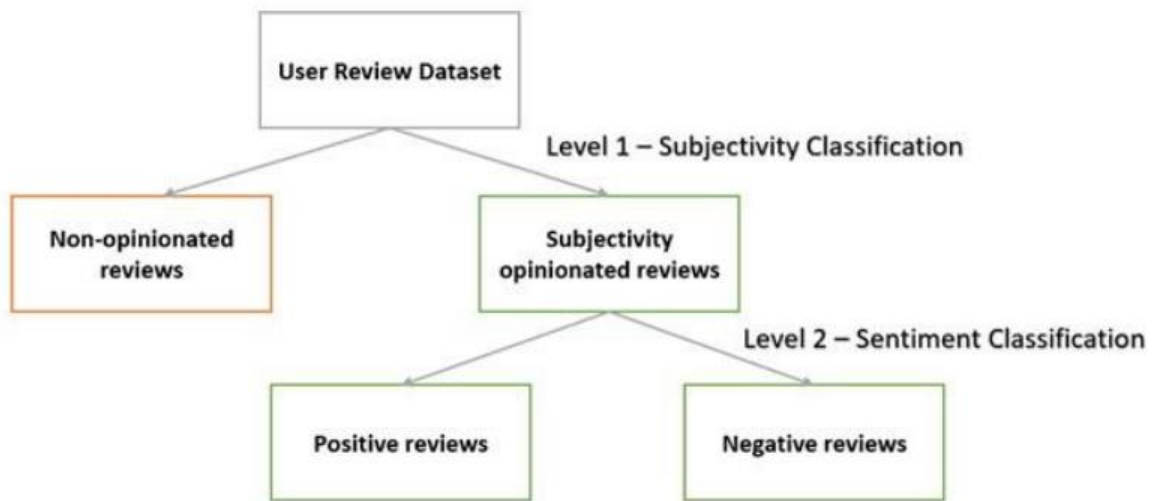 User Review Dataset
Level 1 – Subjectivity Classification
Non-opinionated
reviews
Subjectivity
opinionated reviews
Level 2 – Sentiment Classification
Positive reviews
Negative reviews